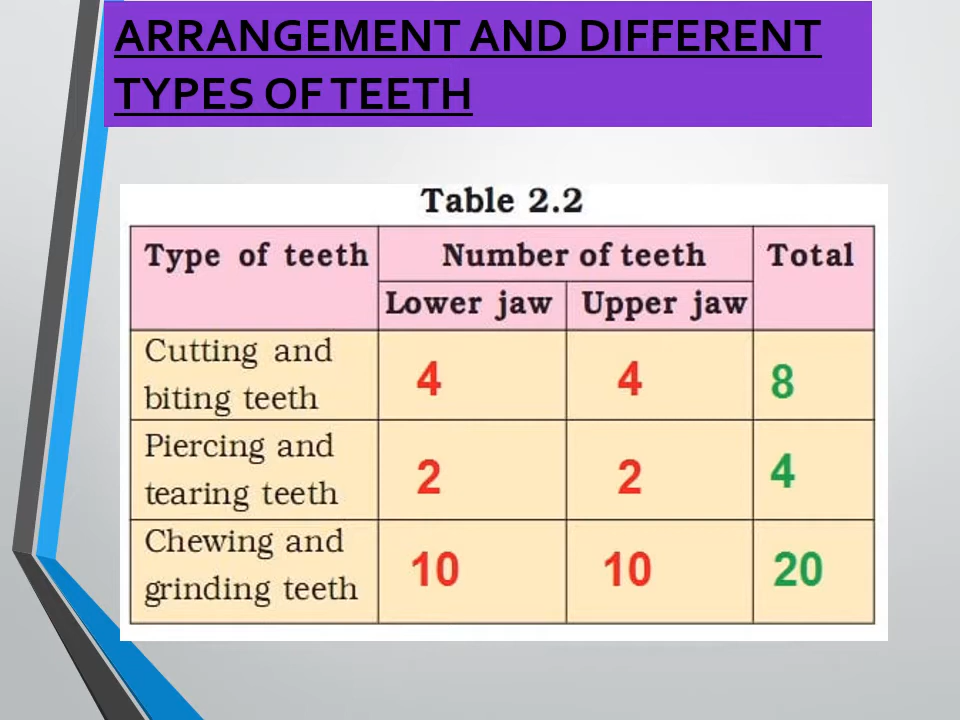 ARRANGEMENT AND DIFFERENT
TYPES OF TEETH
Table 2.2
Type of teeth Number of teeth Total
Lower jaw Upper jaw
Cutting and
biting teeth 4 4 8
Piercing and
tearing teeth 2 2 4
Chewing and
grinding teeth 10 10 20